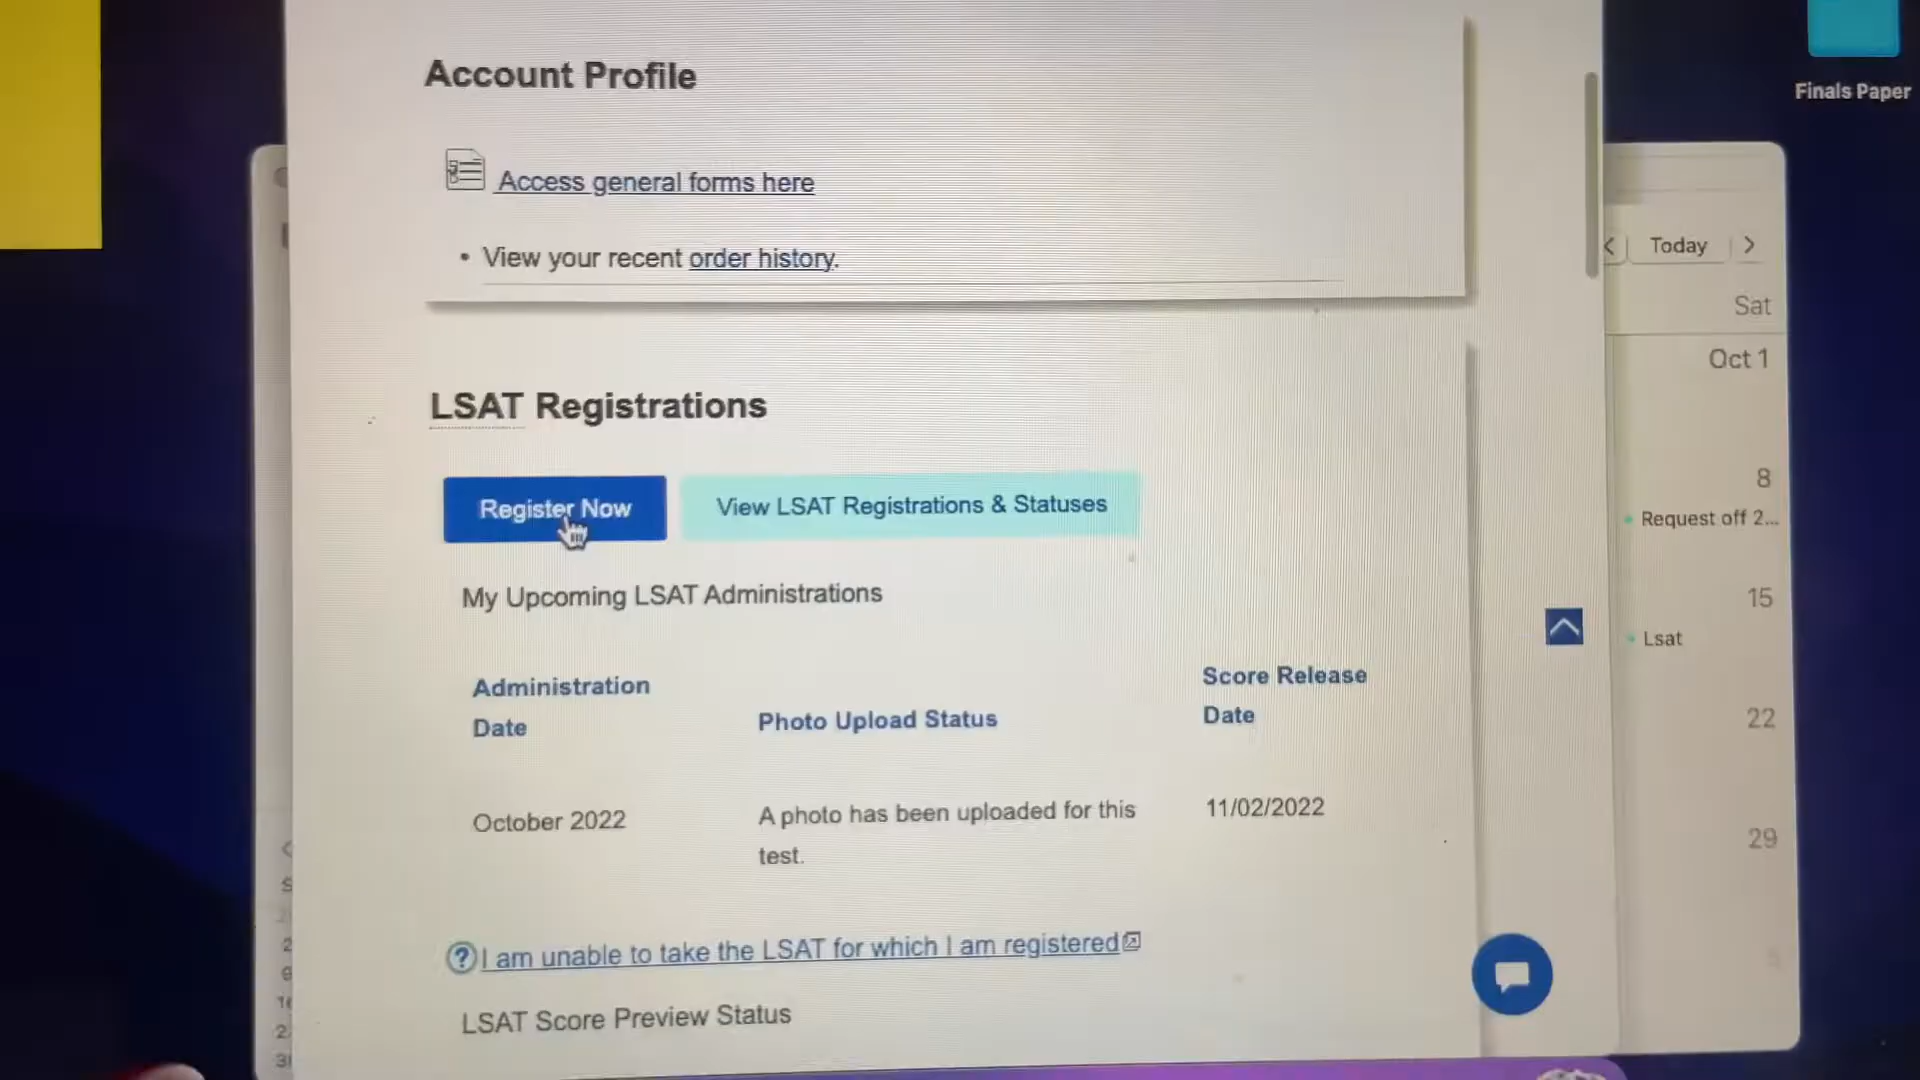 Account Profile
Access general forms here
• View your recent order history.
LSAT Registrations
Register Now
View LSAT Registrations & Statuses
My Upcoming LSAT Administrations
Administration
Date
Photo Upload Status
Score Release
Date
October 2022
A photo has been uploaded for this
test.
11/02/2022
I am unable to take the LSAT for which I am registered
LSAT Score Preview Status
Finals Paper
Today
Sat
Oct 1
8
Request off 2...
15
Lsat
22
29